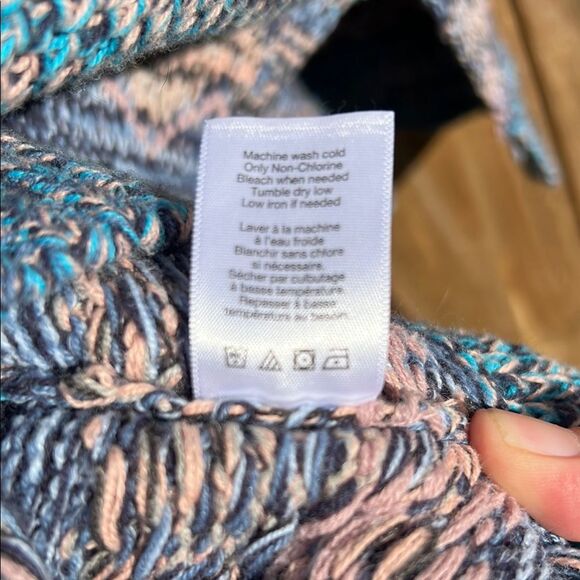 Machine wash cold
Only Non-Chlorine
Bleach when needed
Tumble dry low
Low iron if needed
Laver à la machine
à l'eau froide
Blanchir sans chlore
si nécessaire.
Sécher par culbutage
à basse température.
Repasser à basse
température au besoin.